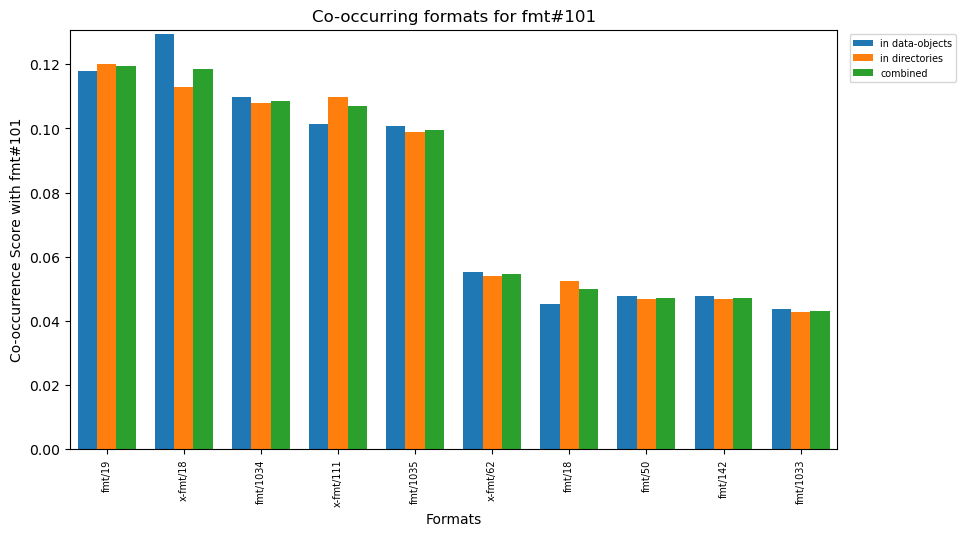 Co-occurring formats for fmt#101
in data-objects
in directories
combined
Co-occurrence Score with fmt#101
0.12
0.10
0.08
0.06
0.04
0.02
0.00
fmt/19
x-fmt/18
fmt/1034
x-fmt/111
fmt/1035
x-fmt/62
fmt/18
fmt/50
fmt/142
fmt/1033
Formats